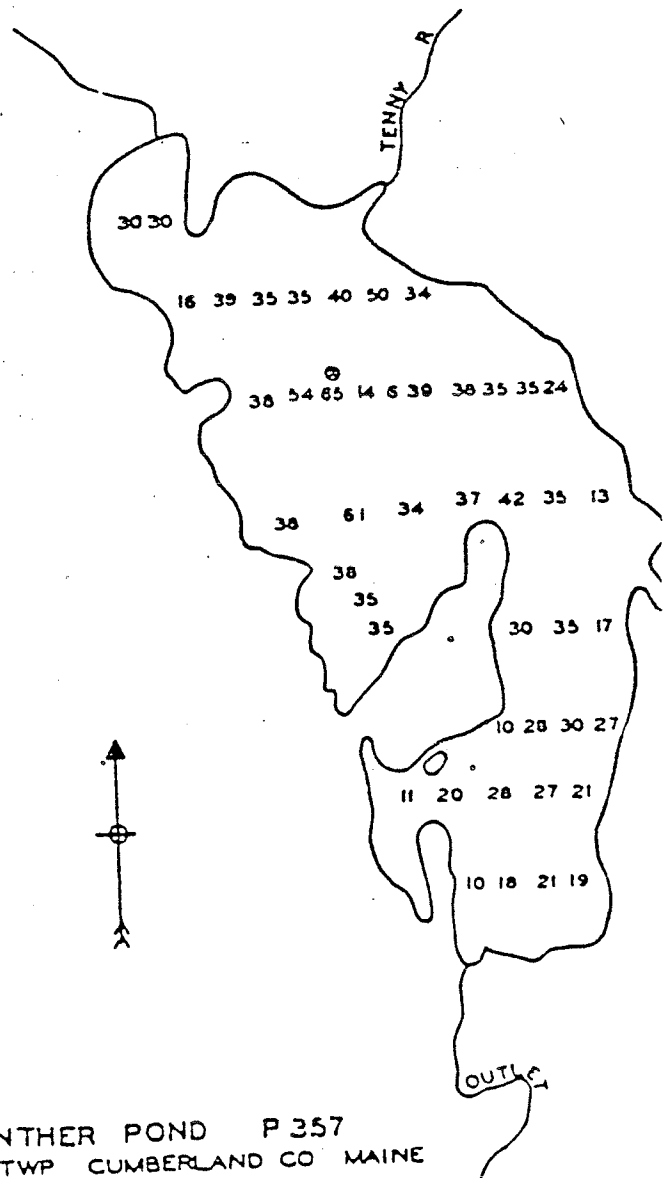 TENNY R
30 30
16 39 35 35 40 50 34
38 54 65 14 6 39 38 35 35 24
38 61 34 37 42 35 13
38
35
35
30 35 17
10 28 30 27
11 20 28 27 21
10 18 21 19
OUTLET
NTHER POND P 357
TWP CUMBERLAND CO MAINE